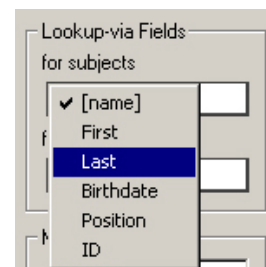 Lookup-via Fields
for subjects
✔ [name]
First
Last
Birthdate
Position
ID